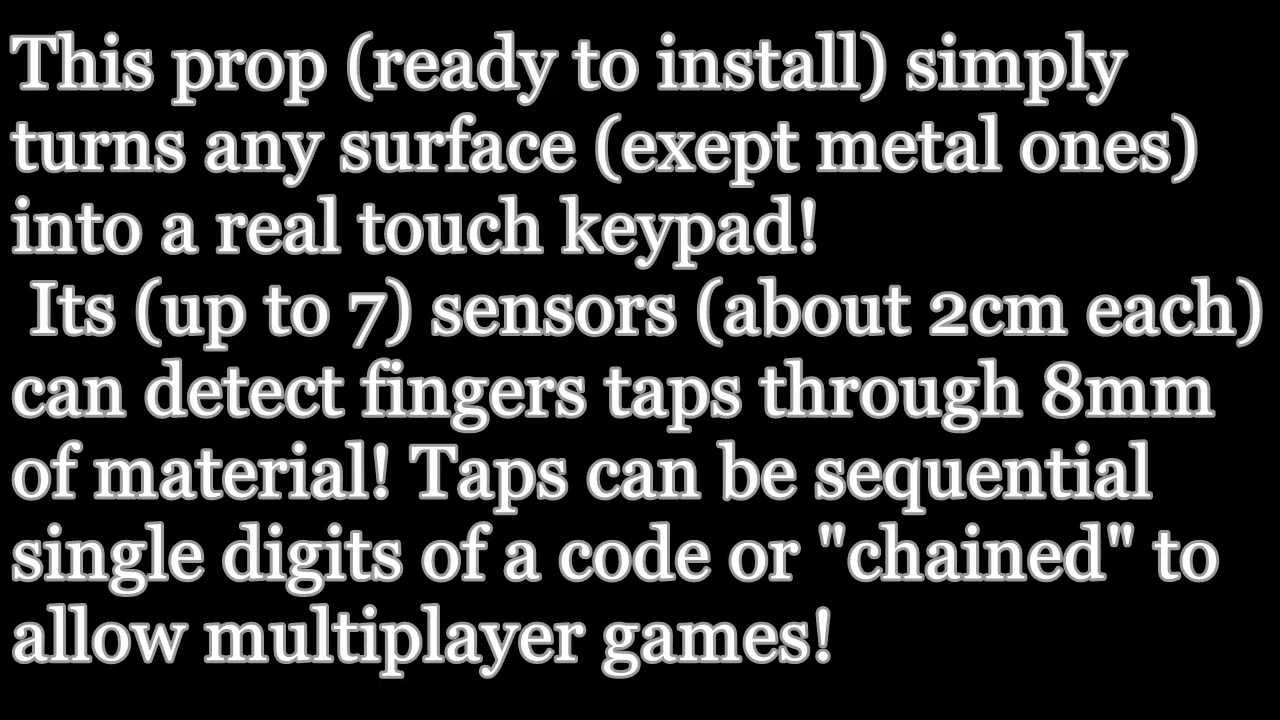 This prop (ready to install) simply
turns any surface (exept metal ones)
into a real touch keypad!
Its (up to 7) sensors (about 2cm each)
can detect fingers taps through 8mm
of material! Taps can be sequential
single digits of a code or "chained" to
allow multiplayer games!